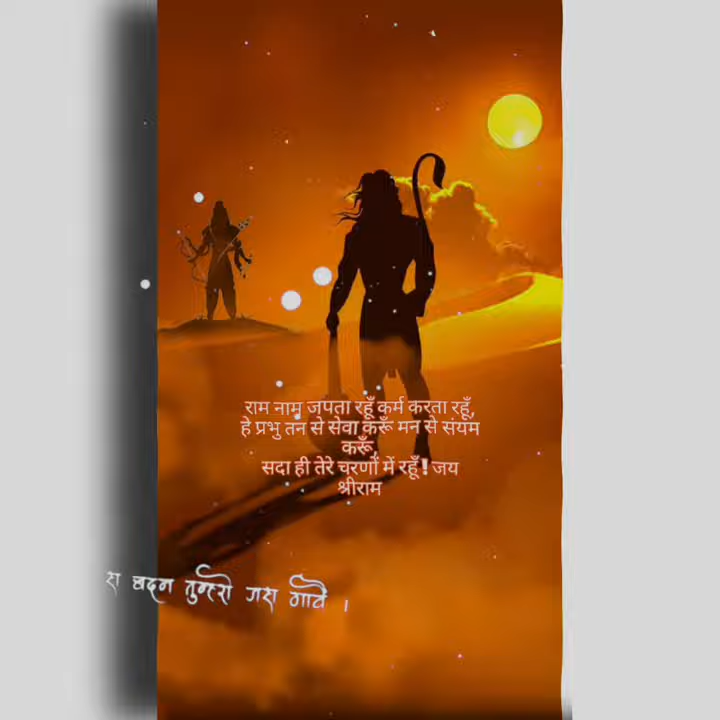 राम नाम जपता रहूँ कर्म करता रहूँ,
हे प्रभु तन से सेवा करूँ मन से संयम
करूँ,
सदा ही तेरे चरणों में रहूँ ! जय
श्रीराम
स बदन तुम्हरो जस गावें ।